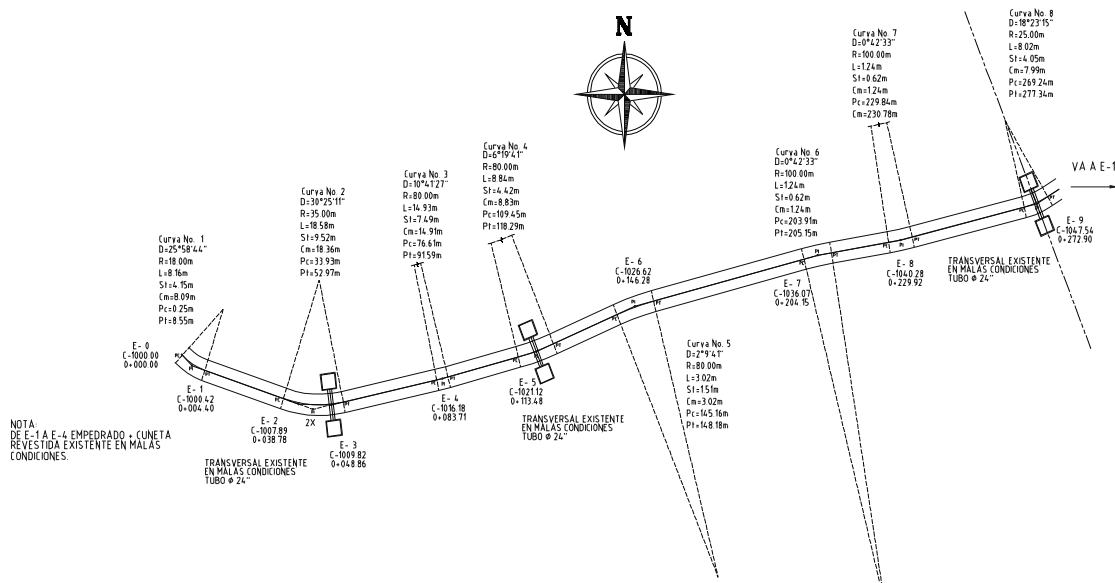 N
Curva No. 1
D=25°58'44"
R=18.00m
L=8.16m
St=4.15m
Cm=8.09m
Pc=0.25m
Pt=8.55m
Curva No. 2
D=30°25'11"
R=35.00m
L=18.58m
St=9.52m
Cm=18.36m
Pc=33.93m
Pt=52.97m
Curva No. 3
D=10°41'27"
R=80.00m
L=14.93m
St=7.49m
Cm=14.91m
Pc=76.61m
Pt=91.59m
Curva No. 4
D=6°19'41"
R=80.00m
L=8.84m
St=4.42m
Cm=8,83m
Pc=109.45m
Pt=118.29m
Curva No. 6
D=0°42'33"
R=100.00m
L=1.24m
St=0.62m
Cm=1.24m
Pc=203.91m
Pt=205.15m
Curva No. 7
D=0°42'33"
R=100.00m
L=1.24m
St=0.62m
Cm=1.24m
Pc=229.84m
Cm=230.78m
Curva No. 8
D=18°23'15"
R=25.00m
L=8.02m
St=4.05m
Cm=7.99m
Pc=269.24m
Pt=277.34m
VA A E-1
E- 0
C-1000.00
0+000.00
E- 1
C-1000.42
0+004.40
E- 2
C-1007.89
0+038.78
2X
E- 3
C-1009.82
0+048.86
E- 4
C-1016.18
0+083.71
E- 5
C-1021.12
0+113.48
E- 6
C-1026.62
0+146.28
E- 7
C-1036.07
0+204.15
E- 8
C-1040.28
0+229.92
E- 9
C-1047.54
0+272.90
Curva No. 5
D=2°9'41"
R=80.00m
L=3.02m
St=1.51m
Cm=3.02m
Pc=145.16m
Pt=148.18m
NOTA:
DE E-1 A E-4 EMPEDRADO + CUNETA
REVESTIDA EXISTENTE EN MALAS
CONDICIONES.
TRANSVERSAL EXISTENTE
EN MALAS CONDICIONES
TUBO ø 24"
TRANSVERSAL EXISTENTE
EN MALAS CONDICIONES
TUBO ø 24"
TRANSVERSAL EXISTENTE
EN MALAS CONDICIONES
TUBO ø 24"